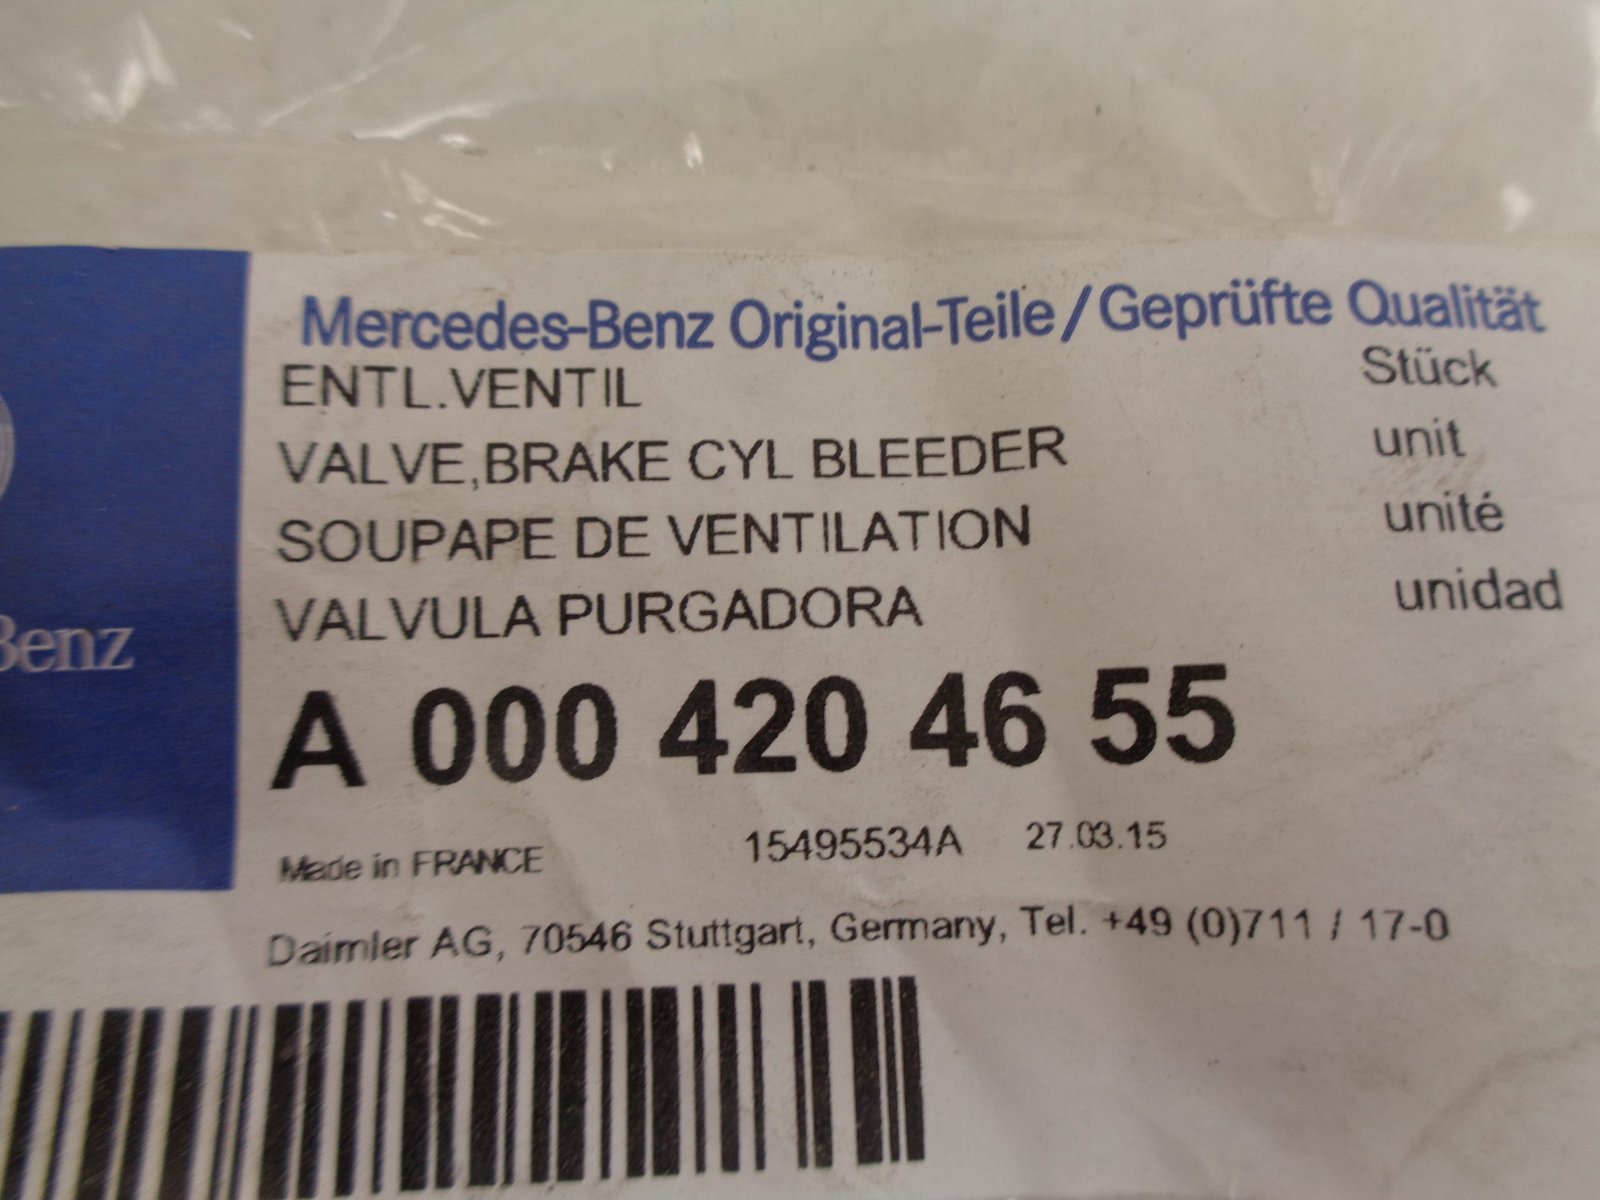 Mercedes-Benz Original-Teile/Geprüfte Qualität
ENTL.VENTIL Stück
VALVE,BRAKE CYL BLEEDER unit
SOUPAPE DE VENTILATION unité
VALVULA PURGADORA unidad
Benz
A 000 420 46 55
Made in FRANCE 15495534A 27.03.15
Daimler AG, 70546 Stuttgart, Germany, Tel. +49 (0)711 / 17-0